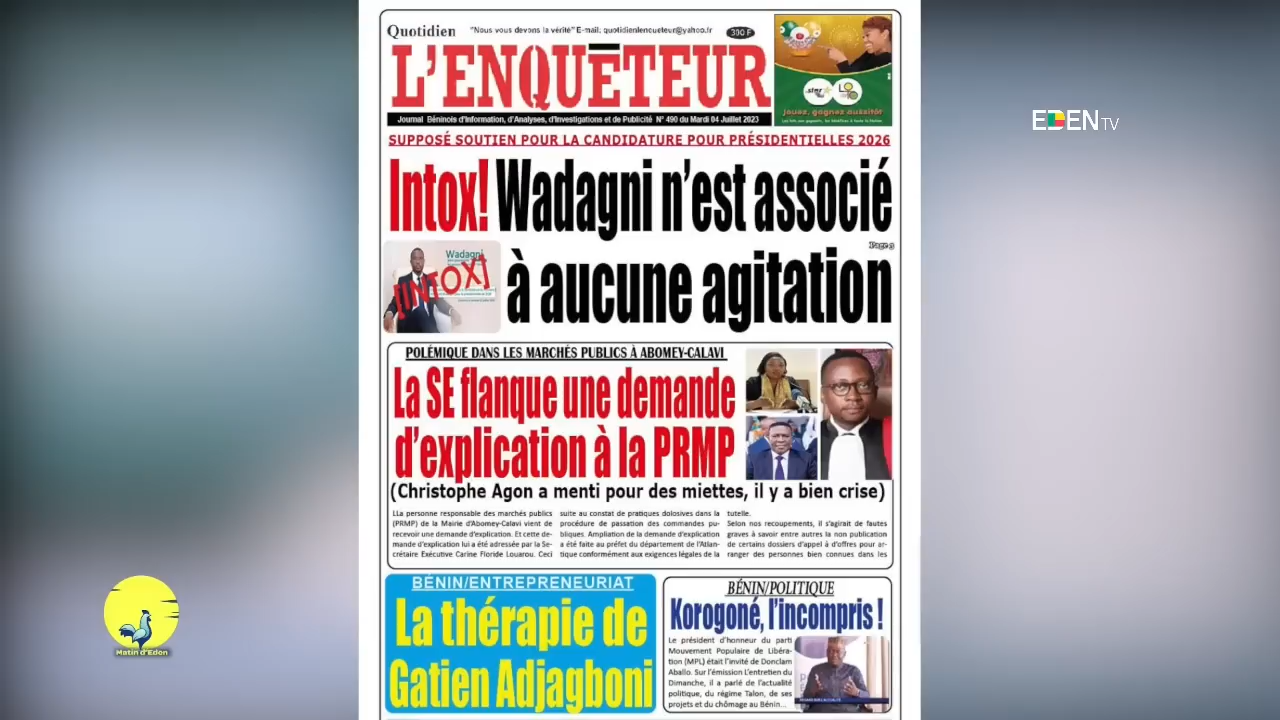 Quotidien
"Nous vous devons la vérité" E-mail: quotidienlenqueteur@yahoo.fr
300 F
L'ENQUÊTEUR
Journal Béninois d'Information, d'Analyses, d'Investigations et de Publicité N° 490 du Mardi 04 Juillet 2023
Jouez, gagnez aussitôt
EDEN TV
SUPPOSÉ SOUTIEN POUR LA CANDIDATURE POUR PRÉSIDENTIELLES 2026
Intox! Wadagni n'est associé
à aucune agitation
Page 3
Wadagni
[INTOX]
POLÉMIQUE DANS LES MARCHÉS PUBLICS À ABOMEY-CALAVI
La SE flanque une demande
d'explication à la PRMP
(Christophe Agon a menti pour des miettes, il y a bien crise)
LLa personne responsable des marchés publics
(PRMP) de la Mairie d'Abomey-Calavi vient de
recevoir une demande d'explication. Et cette de-
mande d'explication lui a été adressée par la Se-
crétaire Exécutive Carine Floride Louarou. Ceci
suite au constat de pratiques dolosives dans la
procédure de passation des commandes pu-
bliques. Ampliation de la demande d'explication
a été faite au préfet du département de l'Atlan-
tique conformément aux exigences légales de la
tutelle.
Selon nos recoupements, il s'agirait de fautes
graves à savoir entre autres la non publication
de certains dossiers d'appel à d'offres pour ar-
ranger des personnes bien connues dans les
BÉNIN/ENTREPRENEURIAT
La thérapie de
Gatien Adjagboni
BÉNIN/POLITIQUE
Korogoné, l'incompris !
Le président d'honneur du parti
Mouvement Populaire de Libéra-
tion (MPL) était l'invité de Donclam
Aballo. Sur l'émission L'entretien du
Dimanche, il a parlé de l'actualité
politique, du régime Talon, de ses
projets et du chômage au Bénin...
Matin d'Eden